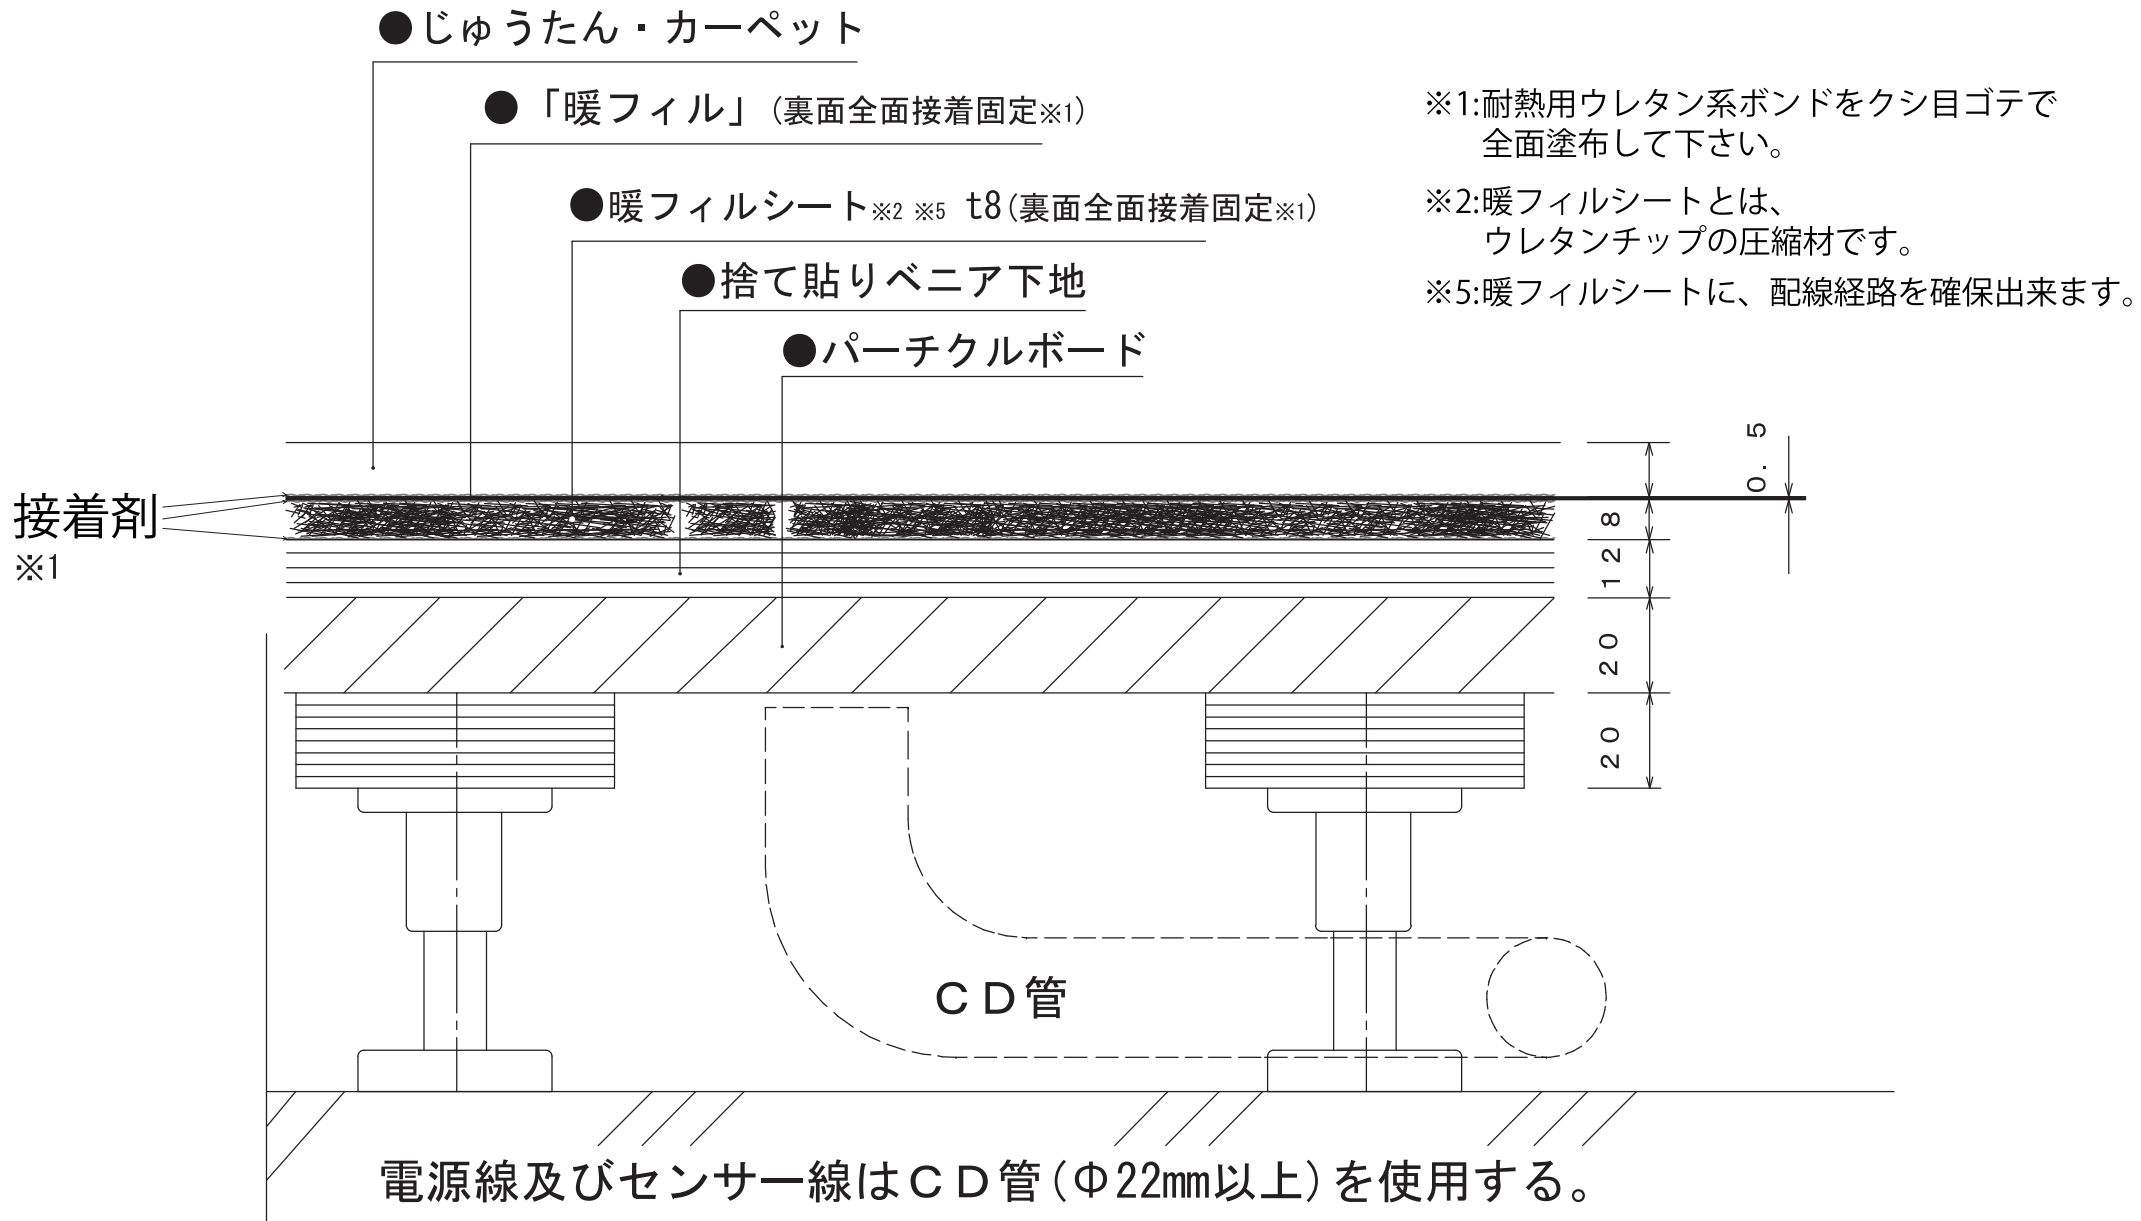 ●じゅうたん・カーペット
●「暖フィル」(裏面全面接着固定※1)
●暖フィルシート※2 ※5 t8(裏面全面接着固定※1)
●捨て貼りベニア下地
●パーチクルボード
※1:耐熱用ウレタン系ボンドをクシ目ゴテで
全面塗布して下さい。
※2:暖フィルシートとは、
ウレタンチップの圧縮材です。
※5:暖フィルシートに、配線経路を確保出来ます。
接着剤
※1
0.5
8
12
20
20
CD管
電源線及びセンサー線はCD管(Φ22mm以上)を使用する。